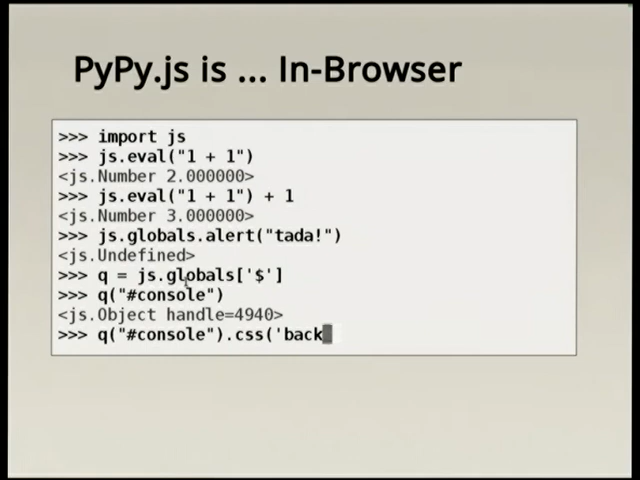 PyPy.js is ... In-Browser
>>> import js
>>> js.eval("1 + 1")
<js.Number 2.000000>
>>> js.eval("1 + 1") + 1
<js.Number 3.000000>
>>> js.globals.alert("tada!")
<js.Undefined>
>>> q = js.globals['$']
>>> q("#console")
<js.Object handle=4940>
>>> q("#console").css('back